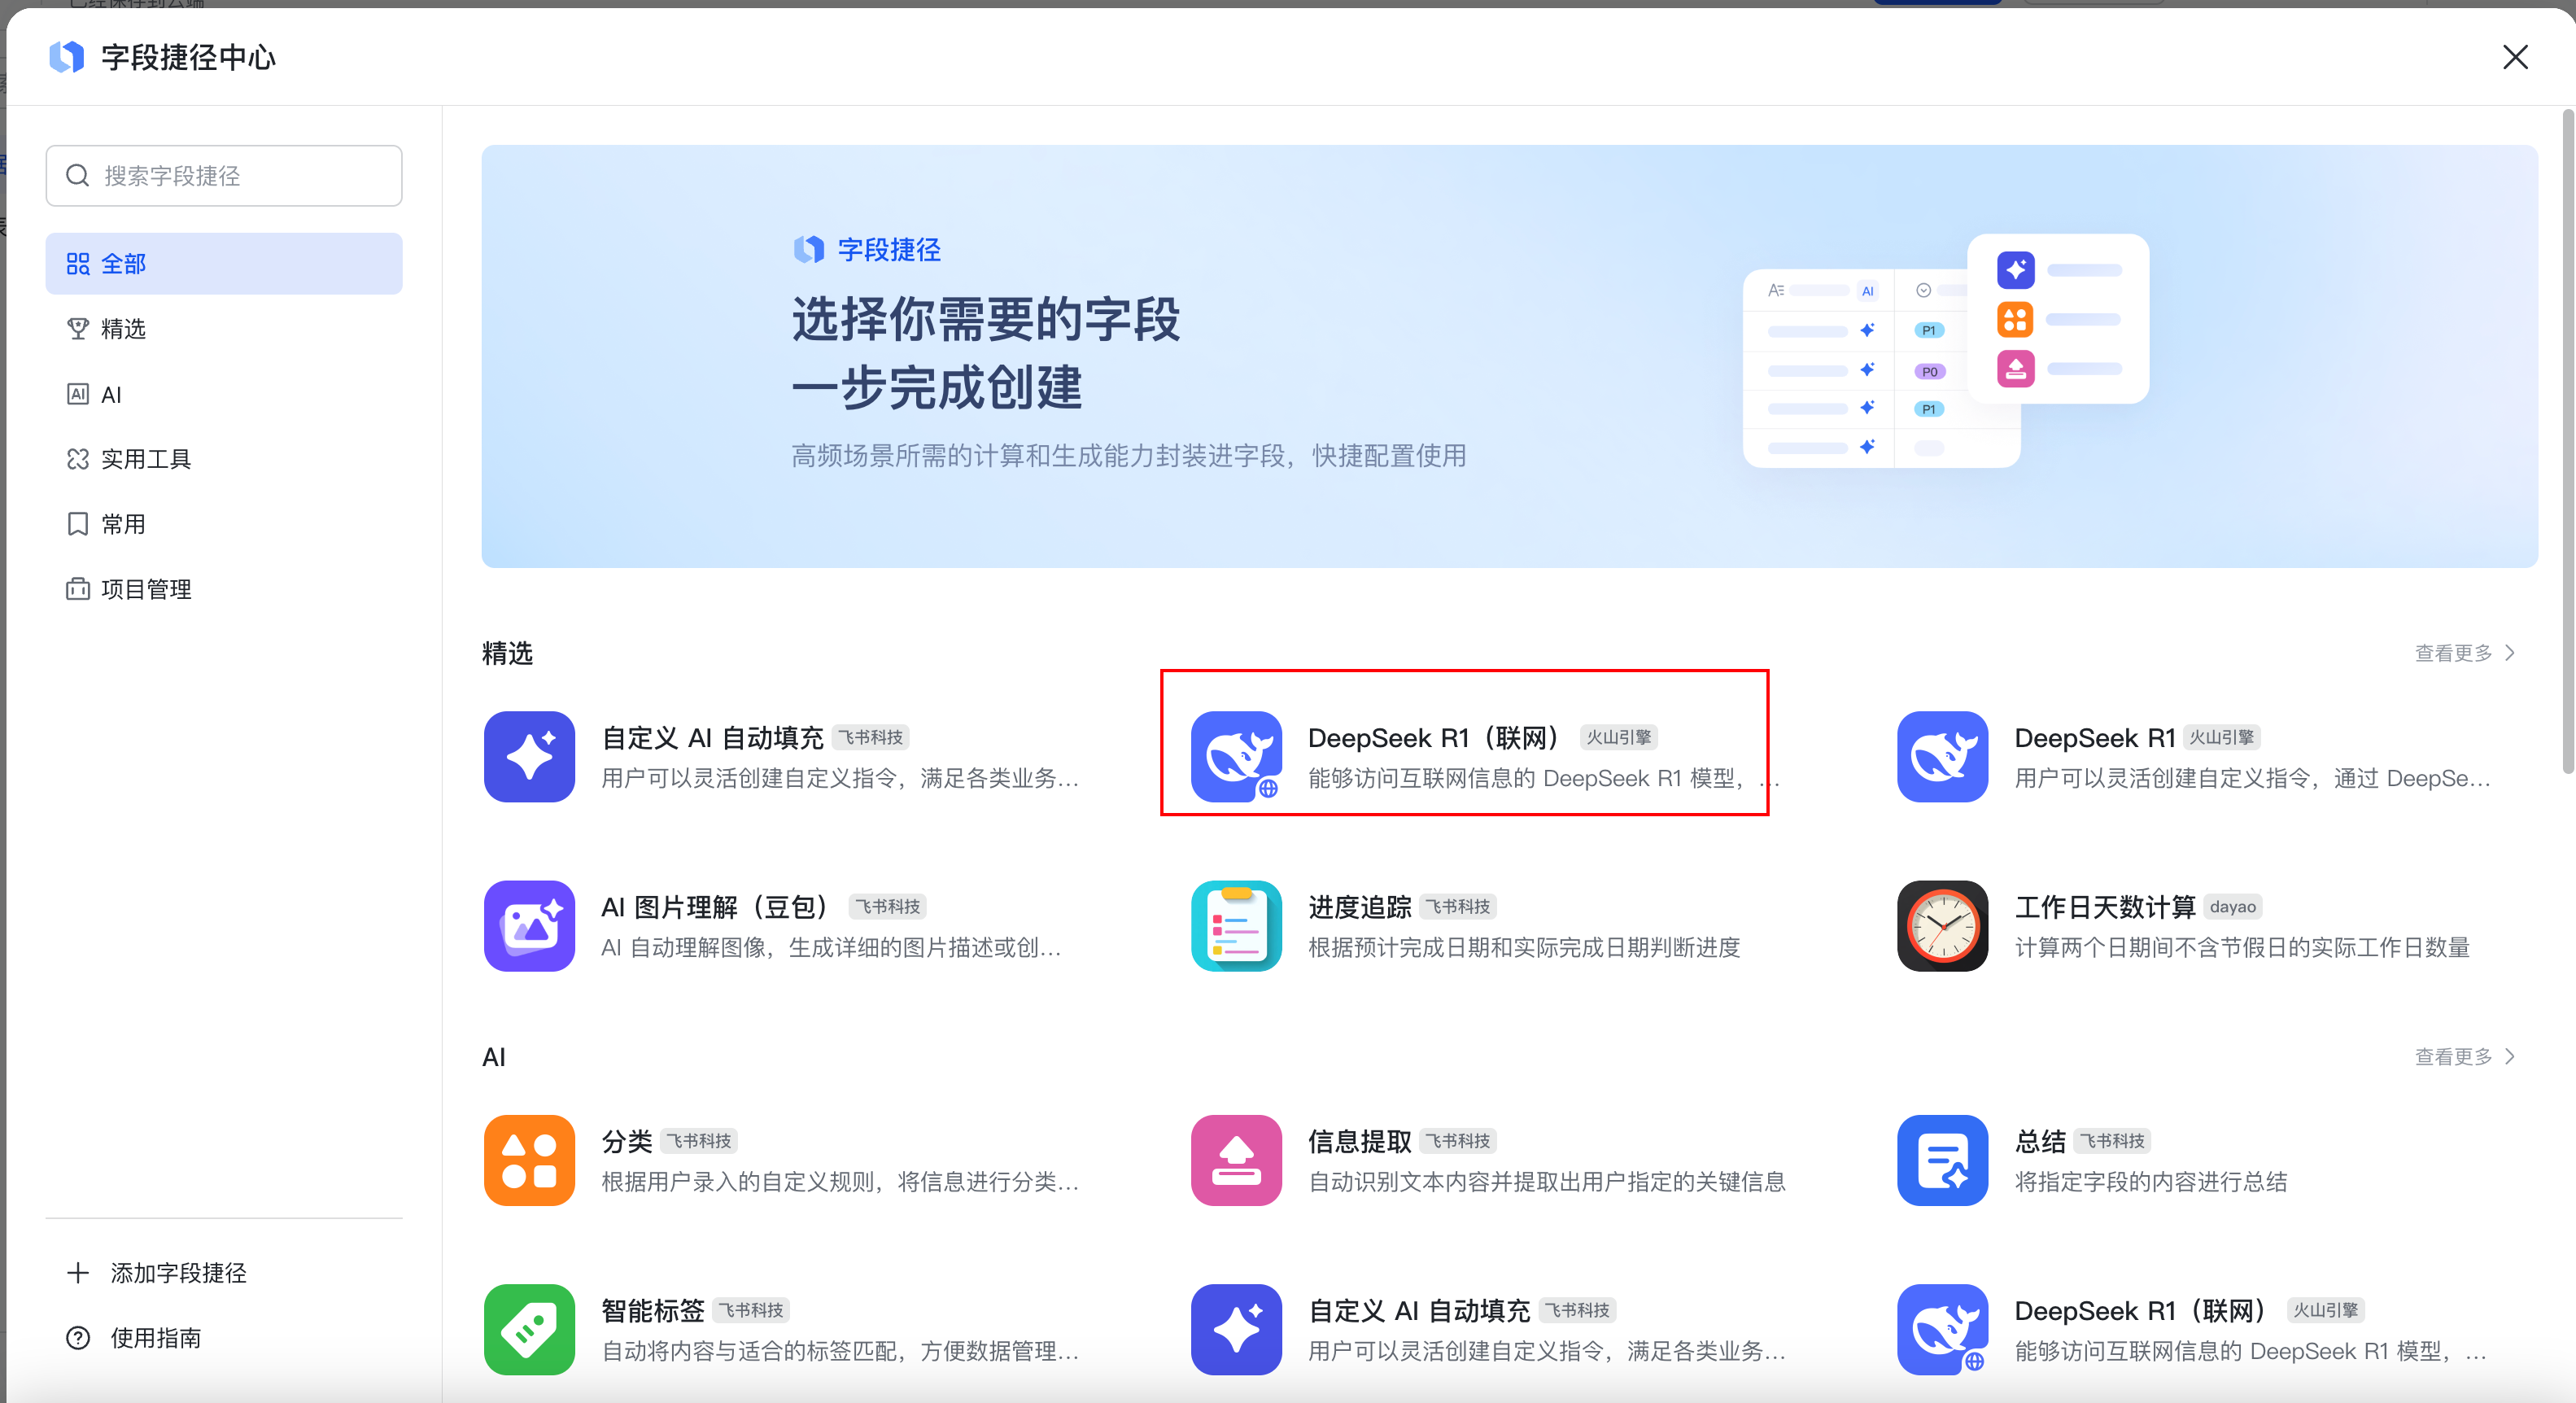 字段捷径中心
搜索字段捷径
全部
精选
AI
实用工具
常用
项目管理
添加字段捷径
使用指南
字段捷径
选择你需要的字段
一步完成创建
高频场景所需的计算和生成能力封装进字段，快捷配置使用
AI
P1
P0
P1
精选
查看更多
自定义 AI 自动填充 飞书科技
用户可以灵活创建自定义指令，满足各类业务...
DeepSeek R1（联网） 火山引擎
能够访问互联网信息的 DeepSeek R1 模型，...
DeepSeek R1 火山引擎
用户可以灵活创建自定义指令，通过 DeepSe...
AI 图片理解（豆包） 飞书科技
AI 自动理解图像，生成详细的图片描述或创...
进度追踪 飞书科技
根据预计完成日期和实际完成日期判断进度
工作日天数计算 dayao
计算两个日期间不含节假日的实际工作日数量
AI
查看更多
分类 飞书科技
根据用户录入的自定义规则，将信息进行分类...
信息提取 飞书科技
自动识别文本内容并提取出用户指定的关键信息
总结 飞书科技
将指定字段的内容进行总结
智能标签 飞书科技
自动将内容与适合的标签匹配，方便数据管理...
自定义 AI 自动填充 飞书科技
用户可以灵活创建自定义指令，满足各类业务...
DeepSeek R1（联网） 火山引擎
能够访问互联网信息的 DeepSeek R1 模型，...